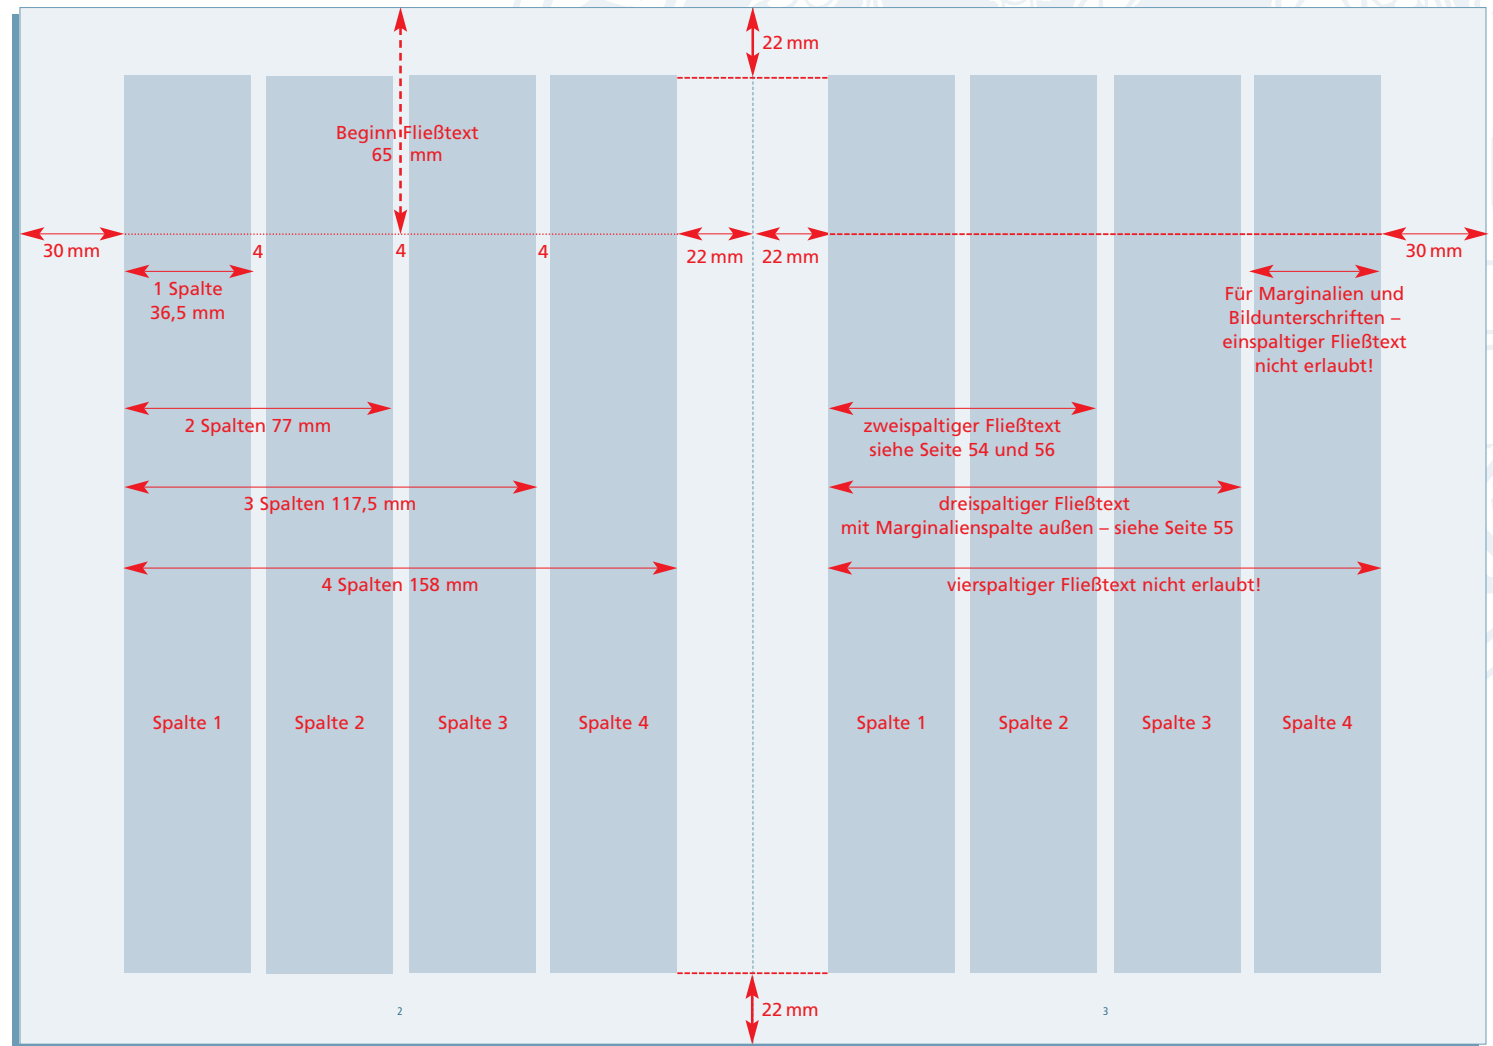 22 mm
Beginn Fließtext
65 mm
30 mm
4
4
4
22 mm
22 mm
30 mm
1 Spalte
36,5 mm
Für Marginalien und
Bildunterschriften –
einspaltiger Fließtext
nicht erlaubt!
2 Spalten 77 mm
zweispaltiger Fließtext
siehe Seite 54 und 56
3 Spalten 117,5 mm
dreispaltiger Fließtext
mit Marginalienspalte außen – siehe Seite 55
4 Spalten 158 mm
vierspaltiger Fließtext nicht erlaubt!
Spalte 1
Spalte 2
Spalte 3
Spalte 4
Spalte 1
Spalte 2
Spalte 3
Spalte 4
2
22 mm
3